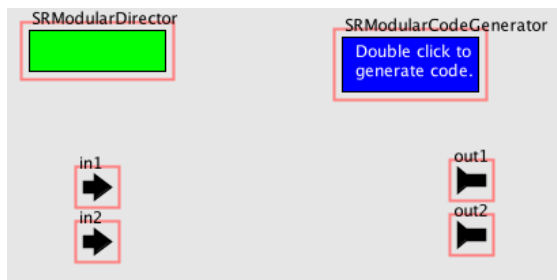 SRModularDirector
SRModularCodeGenerator
Double click to
generate code.
in1
out1
in2
out2